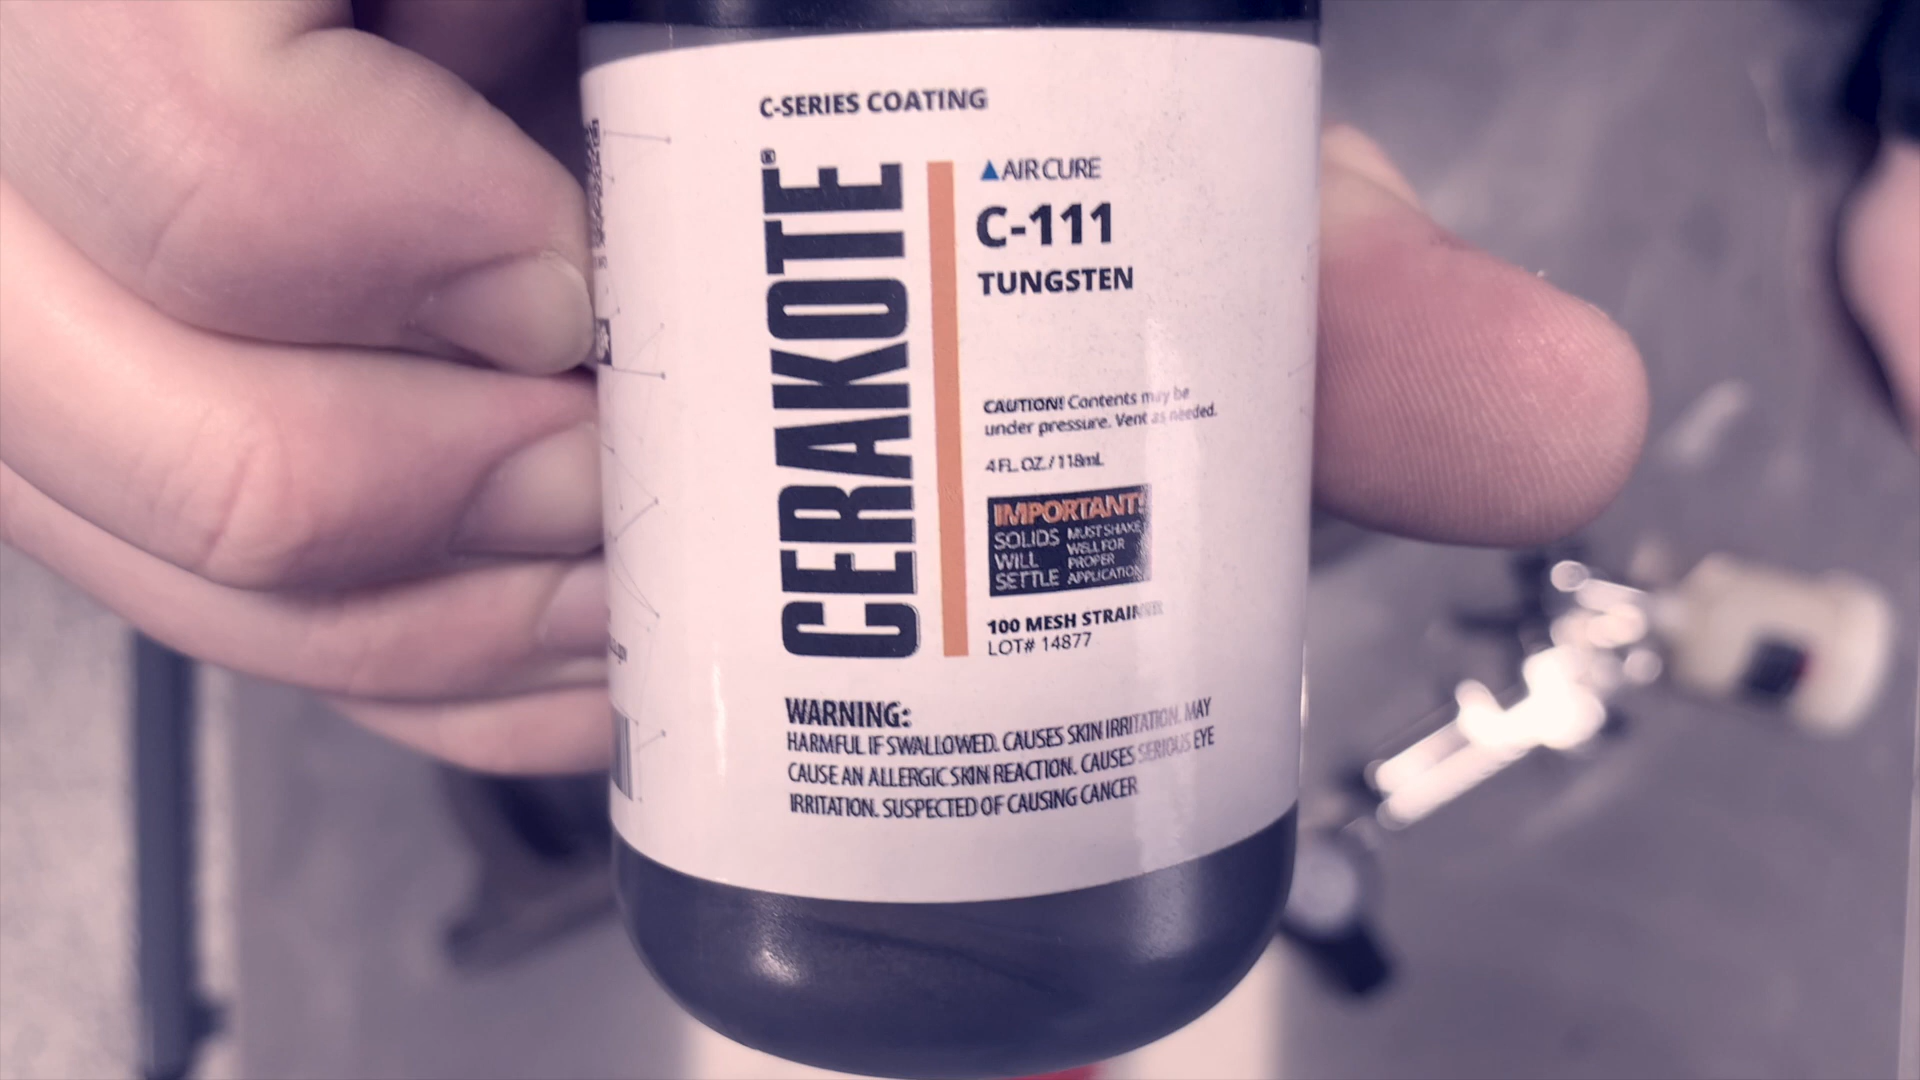 C-SERIES COATING
CERAKOTE®
AIR CURE
C-111
TUNGSTEN
CAUTION! Contents may be
under pressure. Vent as needed.
4 FL. OZ. / 118mL
IMPORTANT!
SOLIDS
WILL
SETTLE
MUST SHAKE
WELL FOR
PROPER
APPLICATION
100 MESH STRAINER
LOT# 14877
WARNING:
HARMFUL IF SWALLOWED. CAUSES SKIN IRRITATION. MAY
CAUSE AN ALLERGIC SKIN REACTION. CAUSES SERIOUS EYE
IRRITATION. SUSPECTED OF CAUSING CANCER